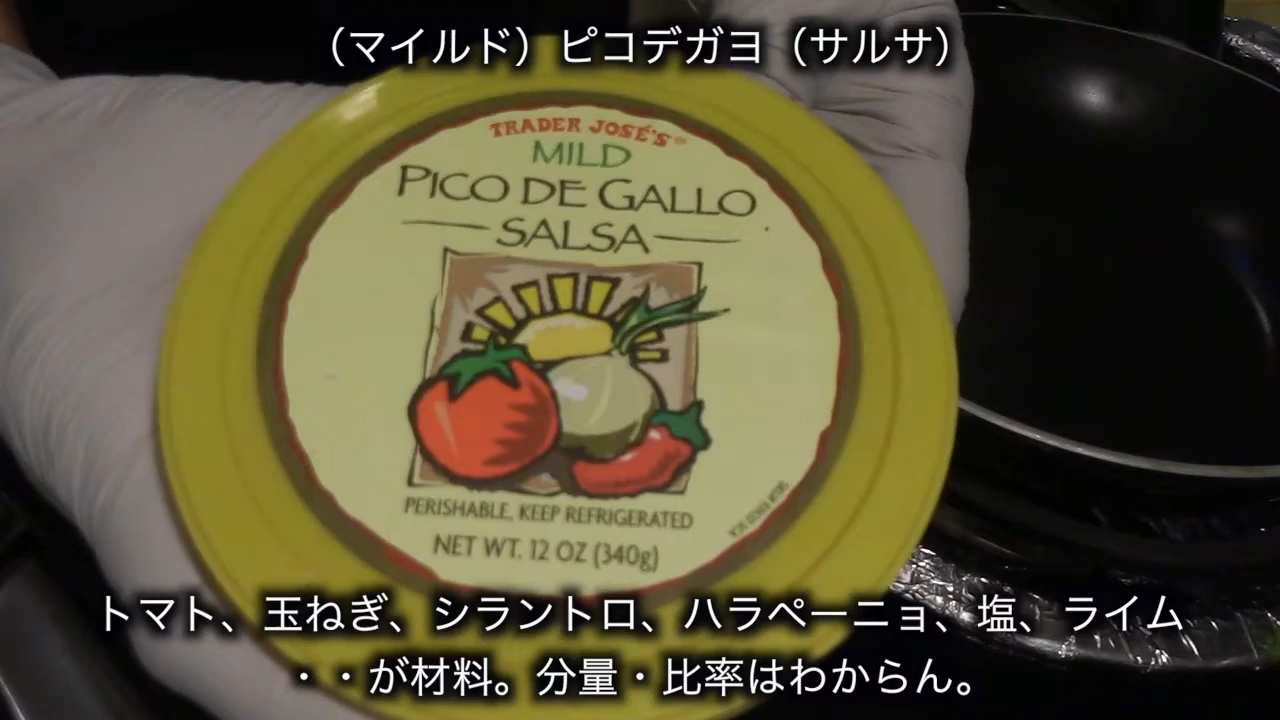 （マイルド）ピコデガヨ（サルサ）
TRADER JOSÉ'S®
MILD
PICO DE GALLO
SALSA
PERISHABLE, KEEP REFRIGERATED
NET WT. 12 OZ (340g)
トマト、玉ねぎ、シラントロ、ハラペーニョ、塩、ライム
・・が材料。分量・比率はわからん。